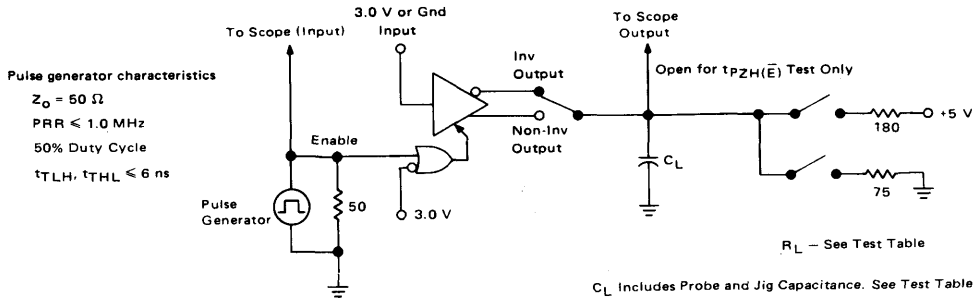 3.0 V or Gnd
Input
To Scope (Input)
To Scope
Output
Inv
Output
Open for tPZH(E̅) Test Only
Pulse generator characteristics
Zo = 50 Ω
PRR ≤ 1.0 MHz
50% Duty Cycle
tTLH, tTHL ≤ 6 ns
Enable
Non-Inv
Output
180
+5 V
CL
Pulse
Generator
50
3.0 V
75
RL – See Test Table
CL Includes Probe and Jig Capacitance. See Test Table